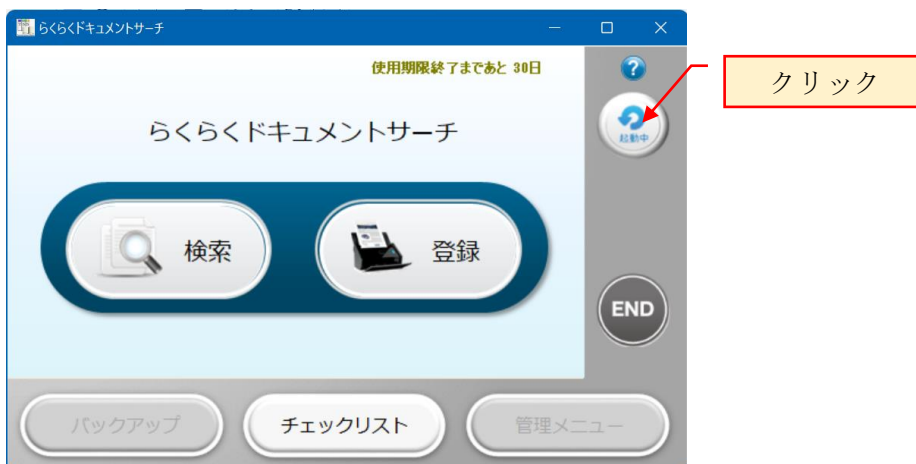 らくらくドキュメントサーチ
使用期限終了まであと 30日
?
クリック
起動中
らくらくドキュメントサーチ
検索
登録
END
バックアップ
チェックリスト
管理メニュー